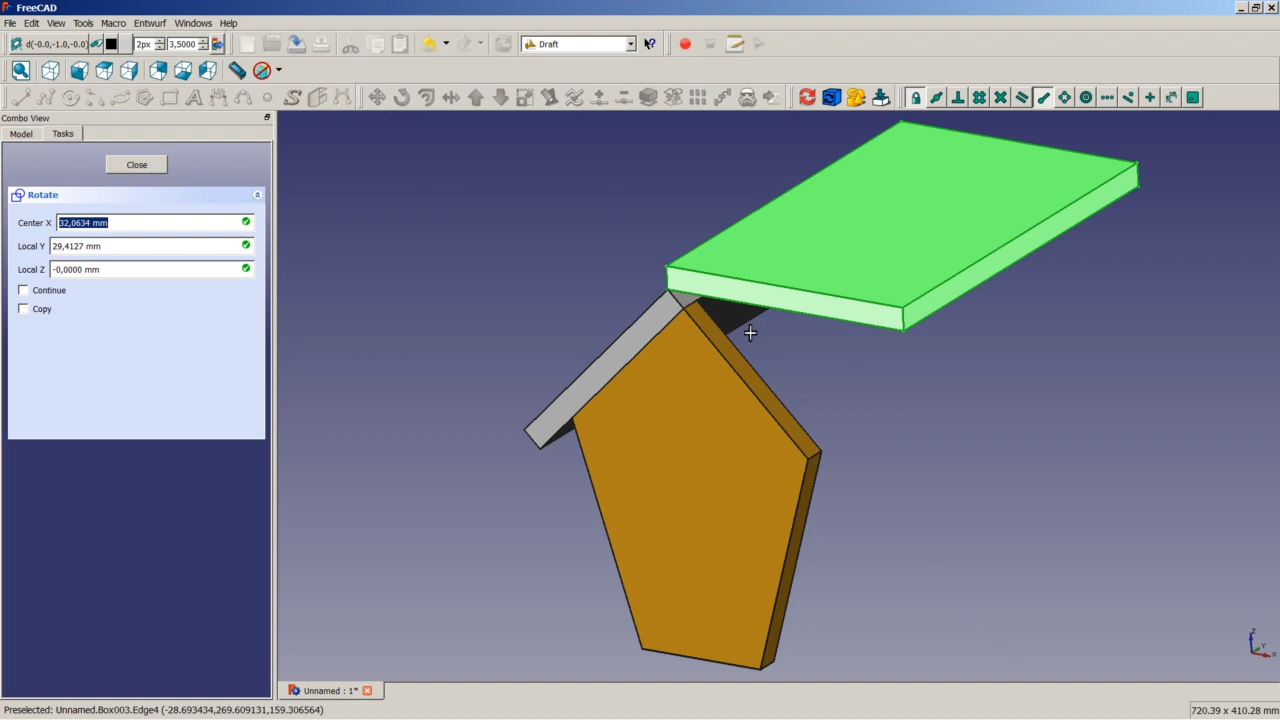 FreeCAD
File Edit View Tools Macro Entwurf Windows Help
d(-0.0,-1.0,-0.0) 2px 3,5000 Draft
Combo View
Model Tasks
Close
Rotate
Center X 32,0634 mm
Local Y 29,4127 mm
Local Z -0,0000 mm
Continue
Copy
Z
Y
X
Unnamed : 1*
Preselected: Unnamed.Box003.Edge4 (-28.693434,269.609131,159.306564) 720.39 x 410.28 mm